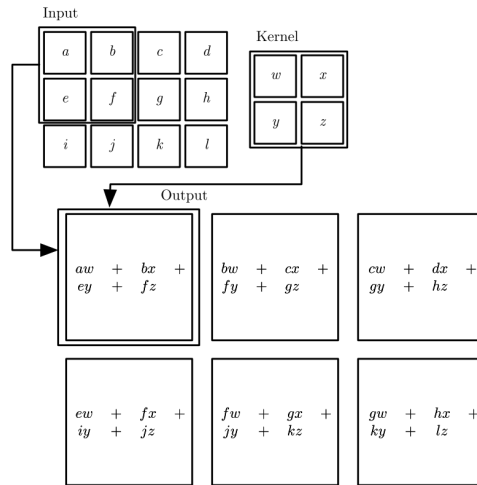 Input
Kernel
a b c d
w x
e f g h
y z
i j k l
Output
aw + bx +
ey + fz
bw + cx +
fy + gz
cw + dx +
gy + hz
ew + fx +
iy + jz
fw + gx +
jy + kz
gw + hx +
ky + lz